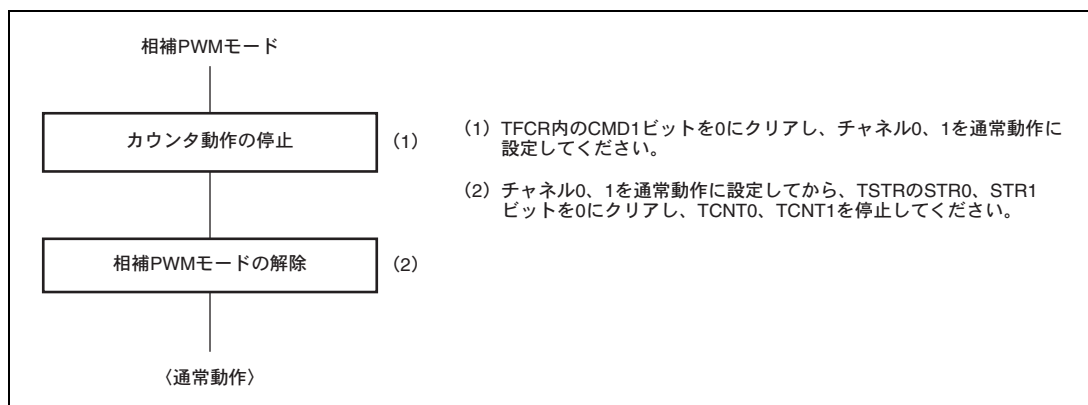 相補PWMモード
カウンタ動作の停止
(1)
(1) TFCR内のCMD1ビットを0にクリアし、チャネル0、1を通常動作に
設定してください。
(2) チャネル0、1を通常動作に設定してから、TSTRのSTR0、STR1
ビットを0にクリアし、TCNT0、TCNT1を停止してください。
相補PWMモードの解除
(2)
〈通常動作〉